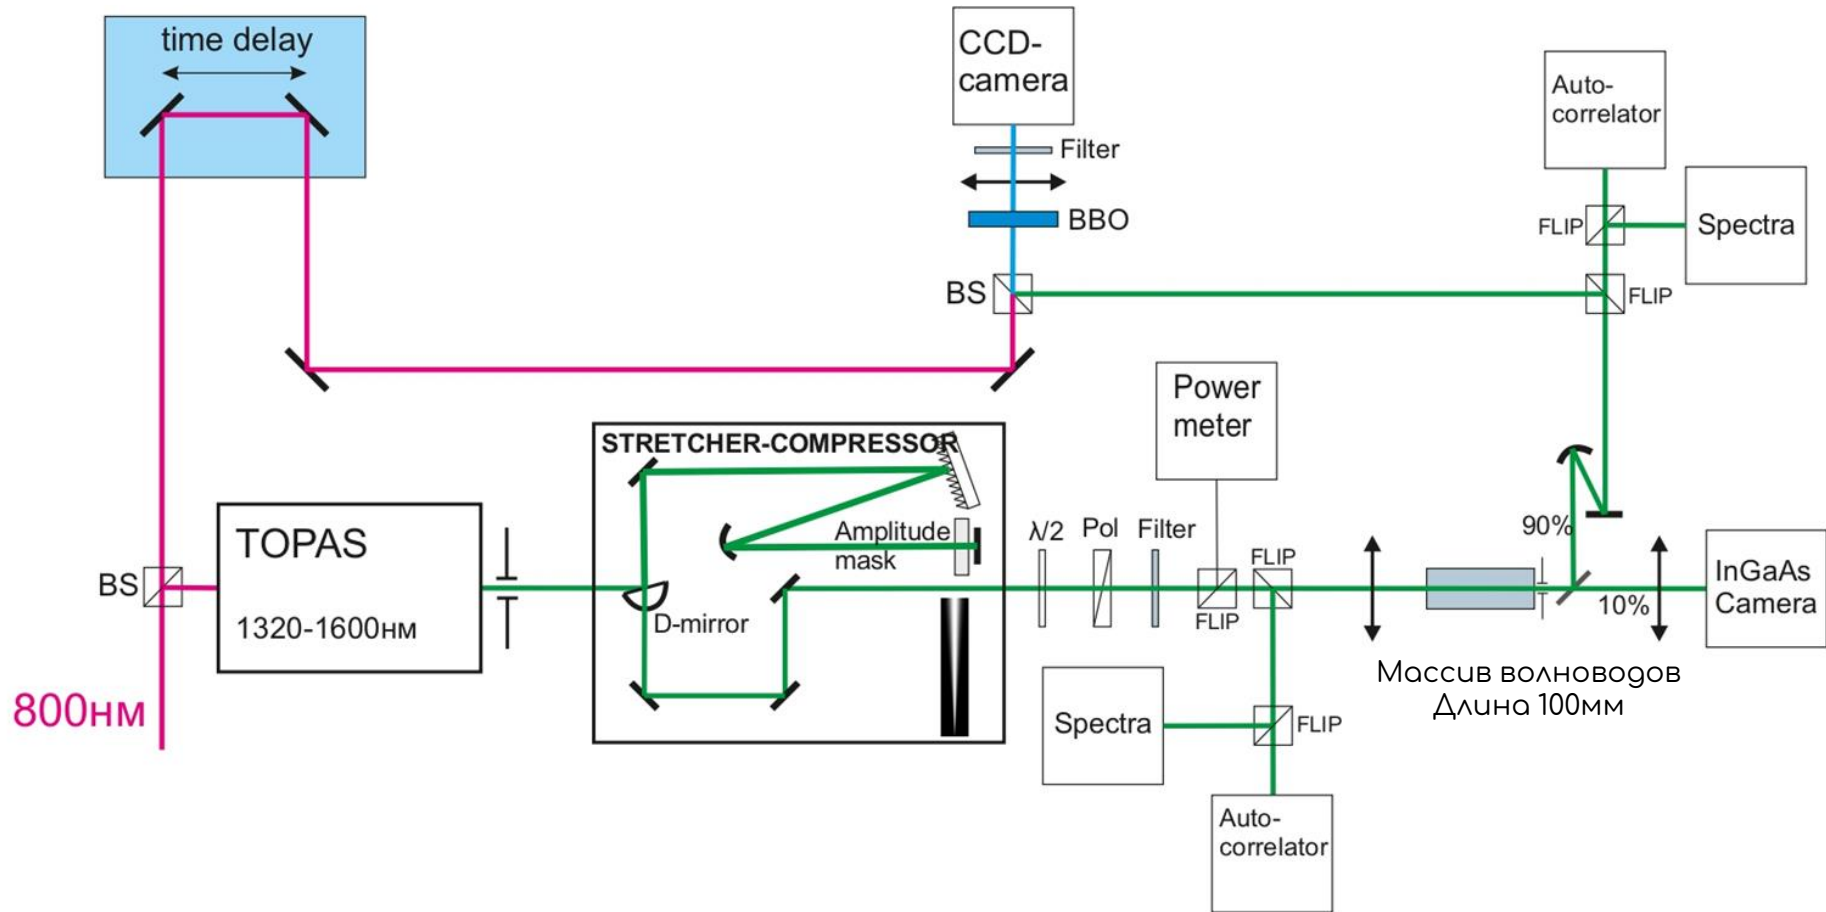 time delay
CCD-
camera
Filter
BBO
BS
Auto-
correlator
FLIP
Spectra
FLIP
Power
meter
STRETCHER-COMPRESSOR
Amplitude
mask
D-mirror
TOPAS
1320-1600нм
BS
800нм
λ/2
Pol
Filter
FLIP
FLIP
90%
10%
InGaAs
Camera
Массив волноводов
Длина 100мм
Spectra
FLIP
Auto-
correlator